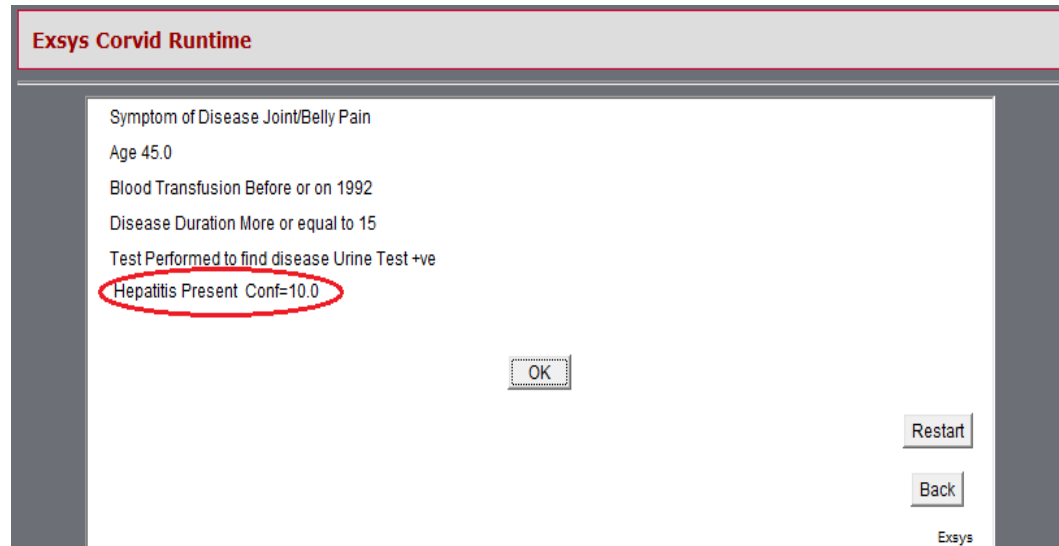 Exsys Corvid Runtime
Symptom of Disease Joint/Belly Pain
Age 45.0
Blood Transfusion Before or on 1992
Disease Duration More or equal to 15
Test Performed to find disease Urine Test +ve
Hepatitis Present Conf=10.0
OK
Restart
Back
Exsys